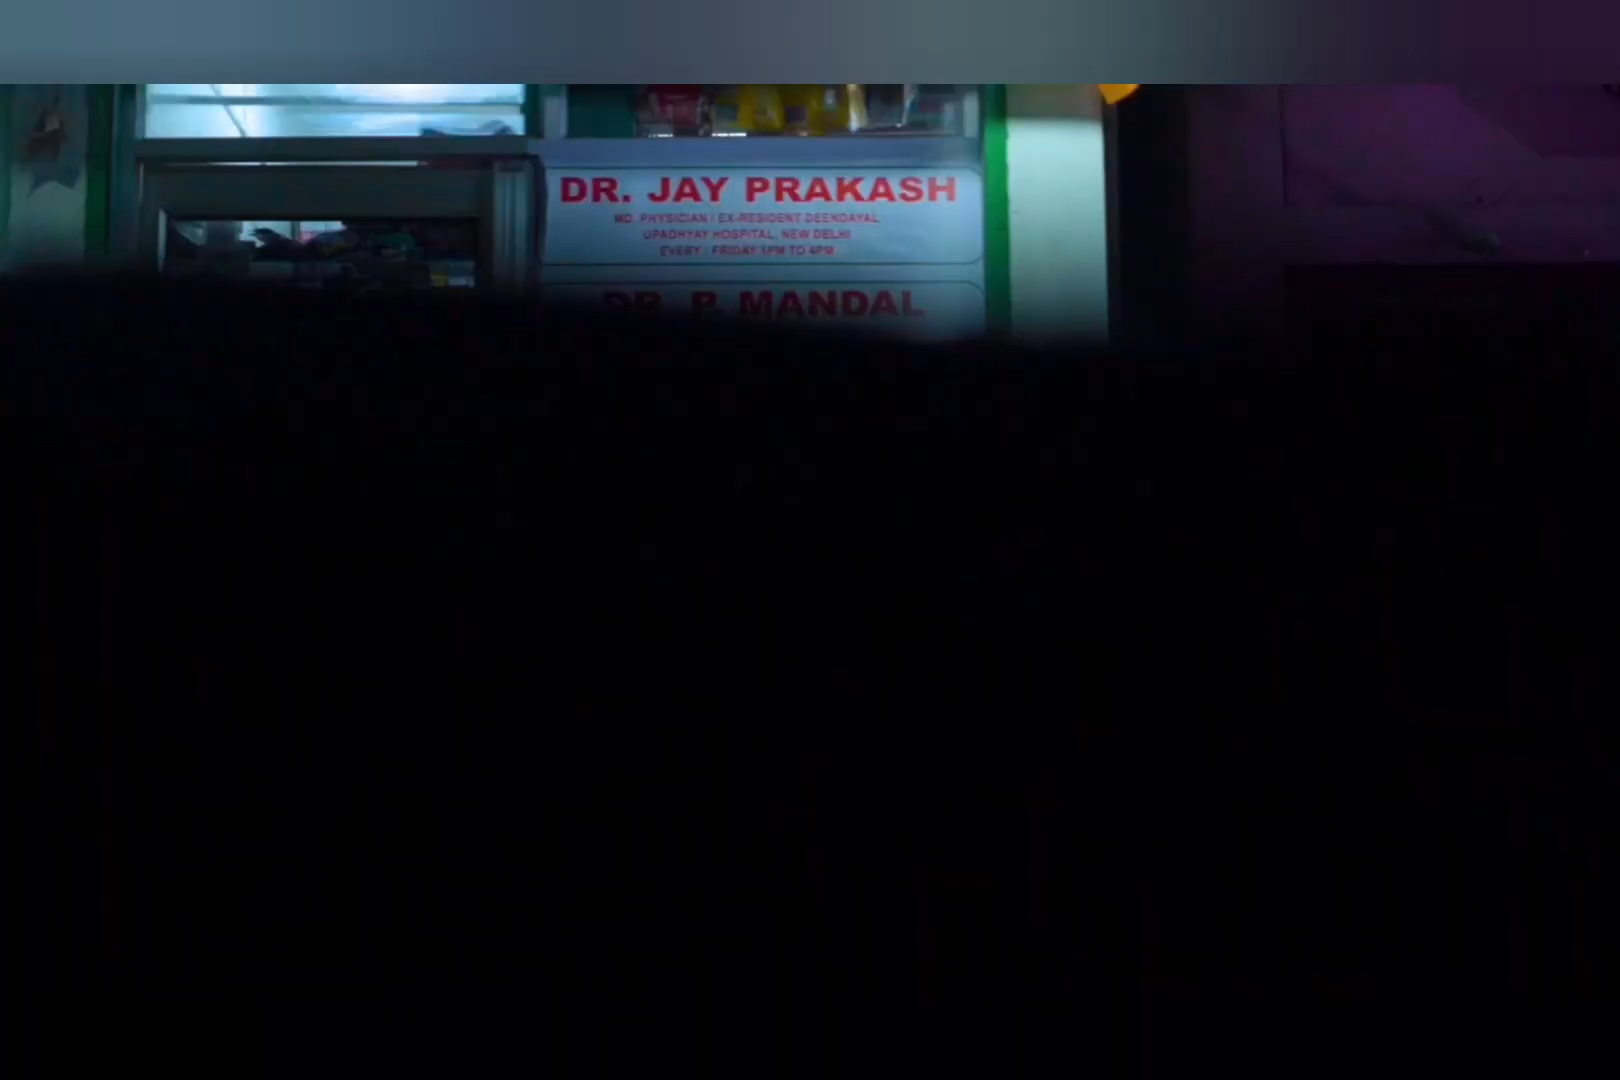 DR. JAY PRAKASH
MD. PHYSICIAN / EX-RESIDENT DEENDAYAL
UPADHYAY HOSPITAL, NEW DELHI
EVERY : FRIDAY 1PM TO 4PM
DR. P. MANDAL